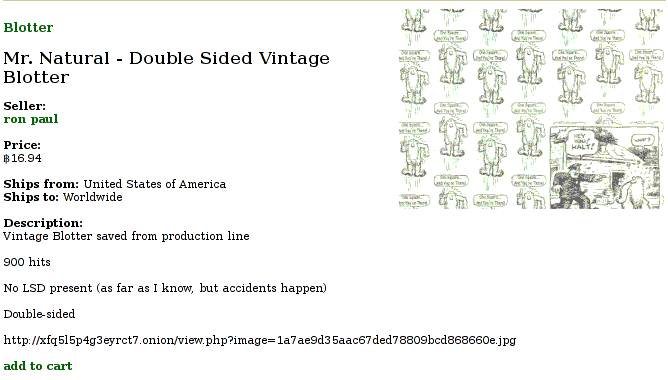 Blotter
Mr. Natural - Double Sided Vintage
Blotter
Seller:
ron paul
Price:
฿16.94
Ships from: United States of America
Ships to: Worldwide
Description:
Vintage Blotter saved from production line
900 hits
No LSD present (as far as I know, but accidents happen)
Double-sided
http://xfq5l5p4g3eyrct7.onion/view.php?image=1a7ae9d35aac67ded78809bcd868660e.jpg
add to cart
One Square...
And You're There!
HEY
YOU!
HALT!
WHAT?